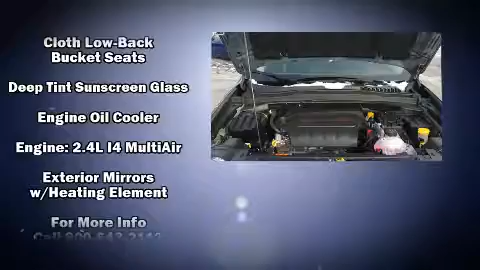 Cloth Low-Back
Bucket Seats
Deep Tint Sunscreen Glass
Engine Oil Cooler
Engine: 2.4L I4 MultiAir
Exterior Mirrors
w/Heating Element
For More Info
Call